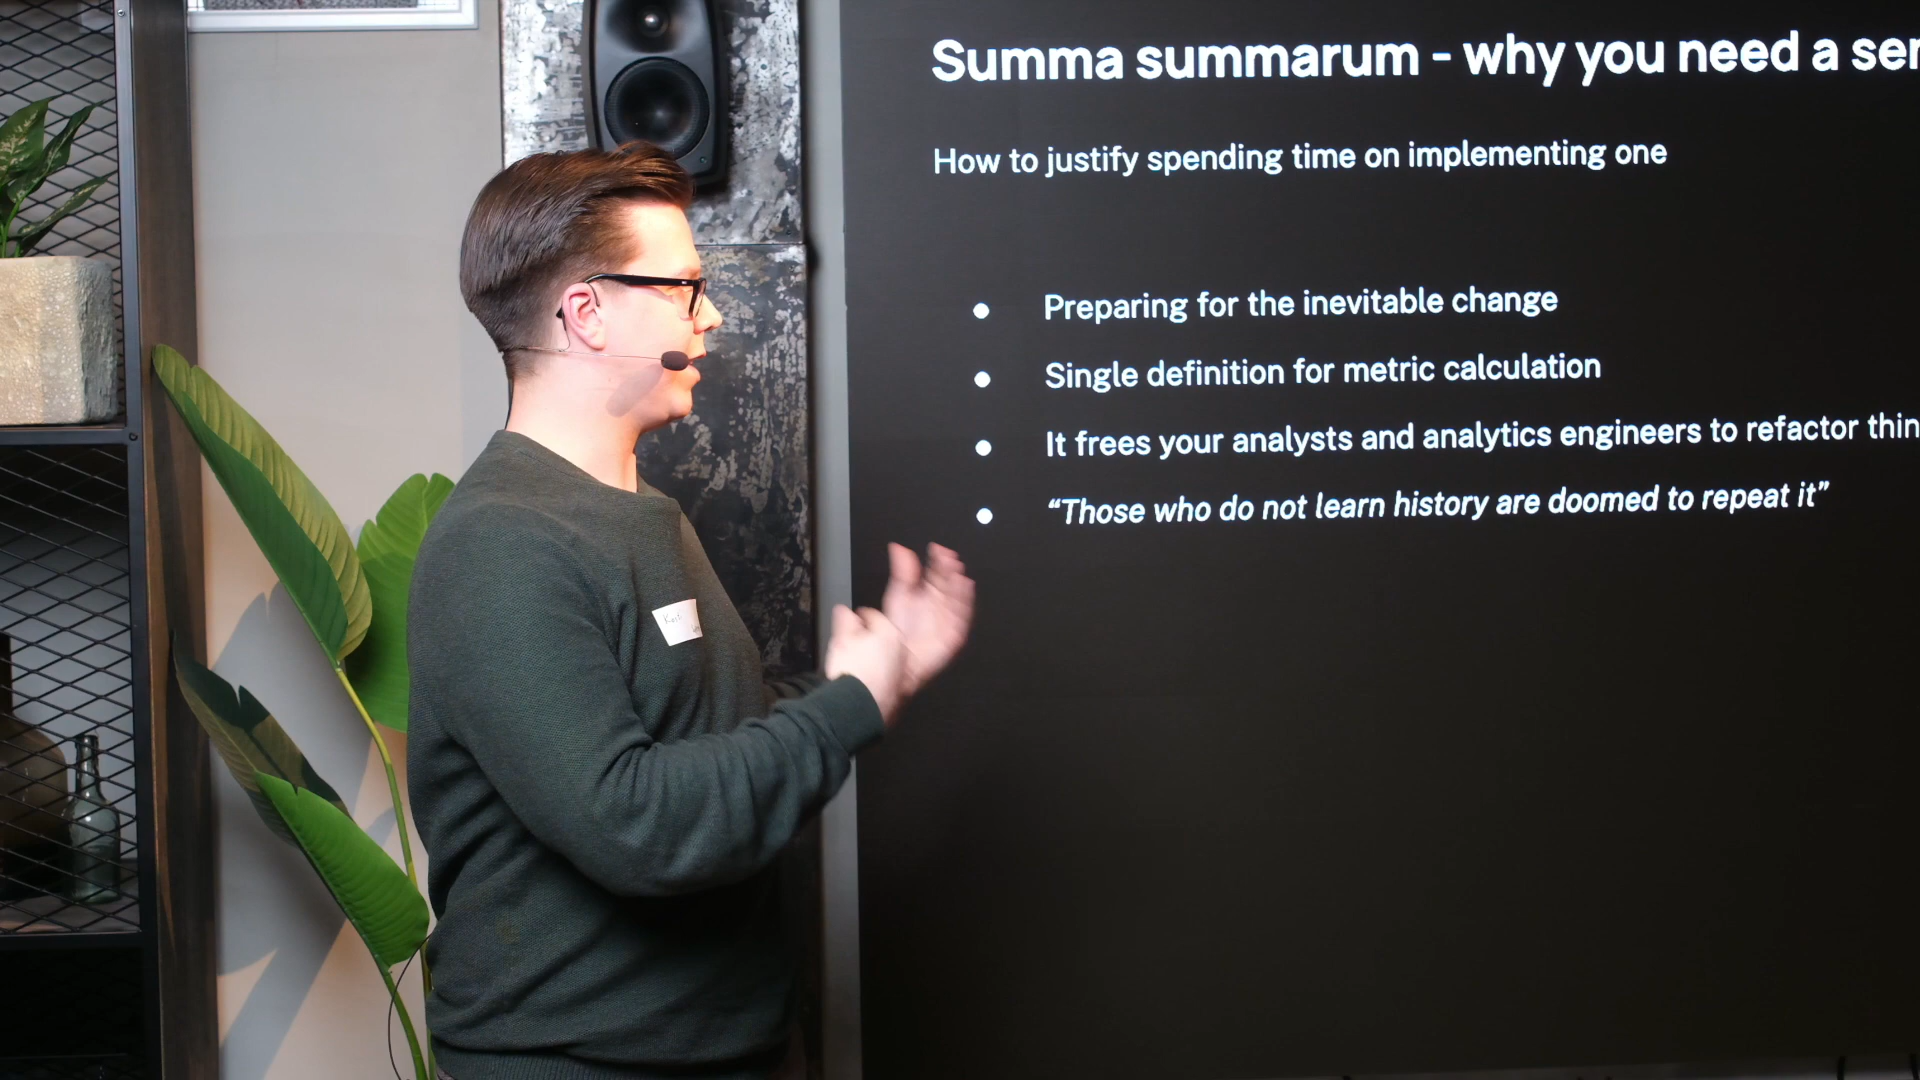 Summa summarum - why you need a ser
How to justify spending time on implementing one
● Preparing for the inevitable change
● Single definition for metric calculation
● It frees your analysts and analytics engineers to refactor thin
● “Those who do not learn history are doomed to repeat it”